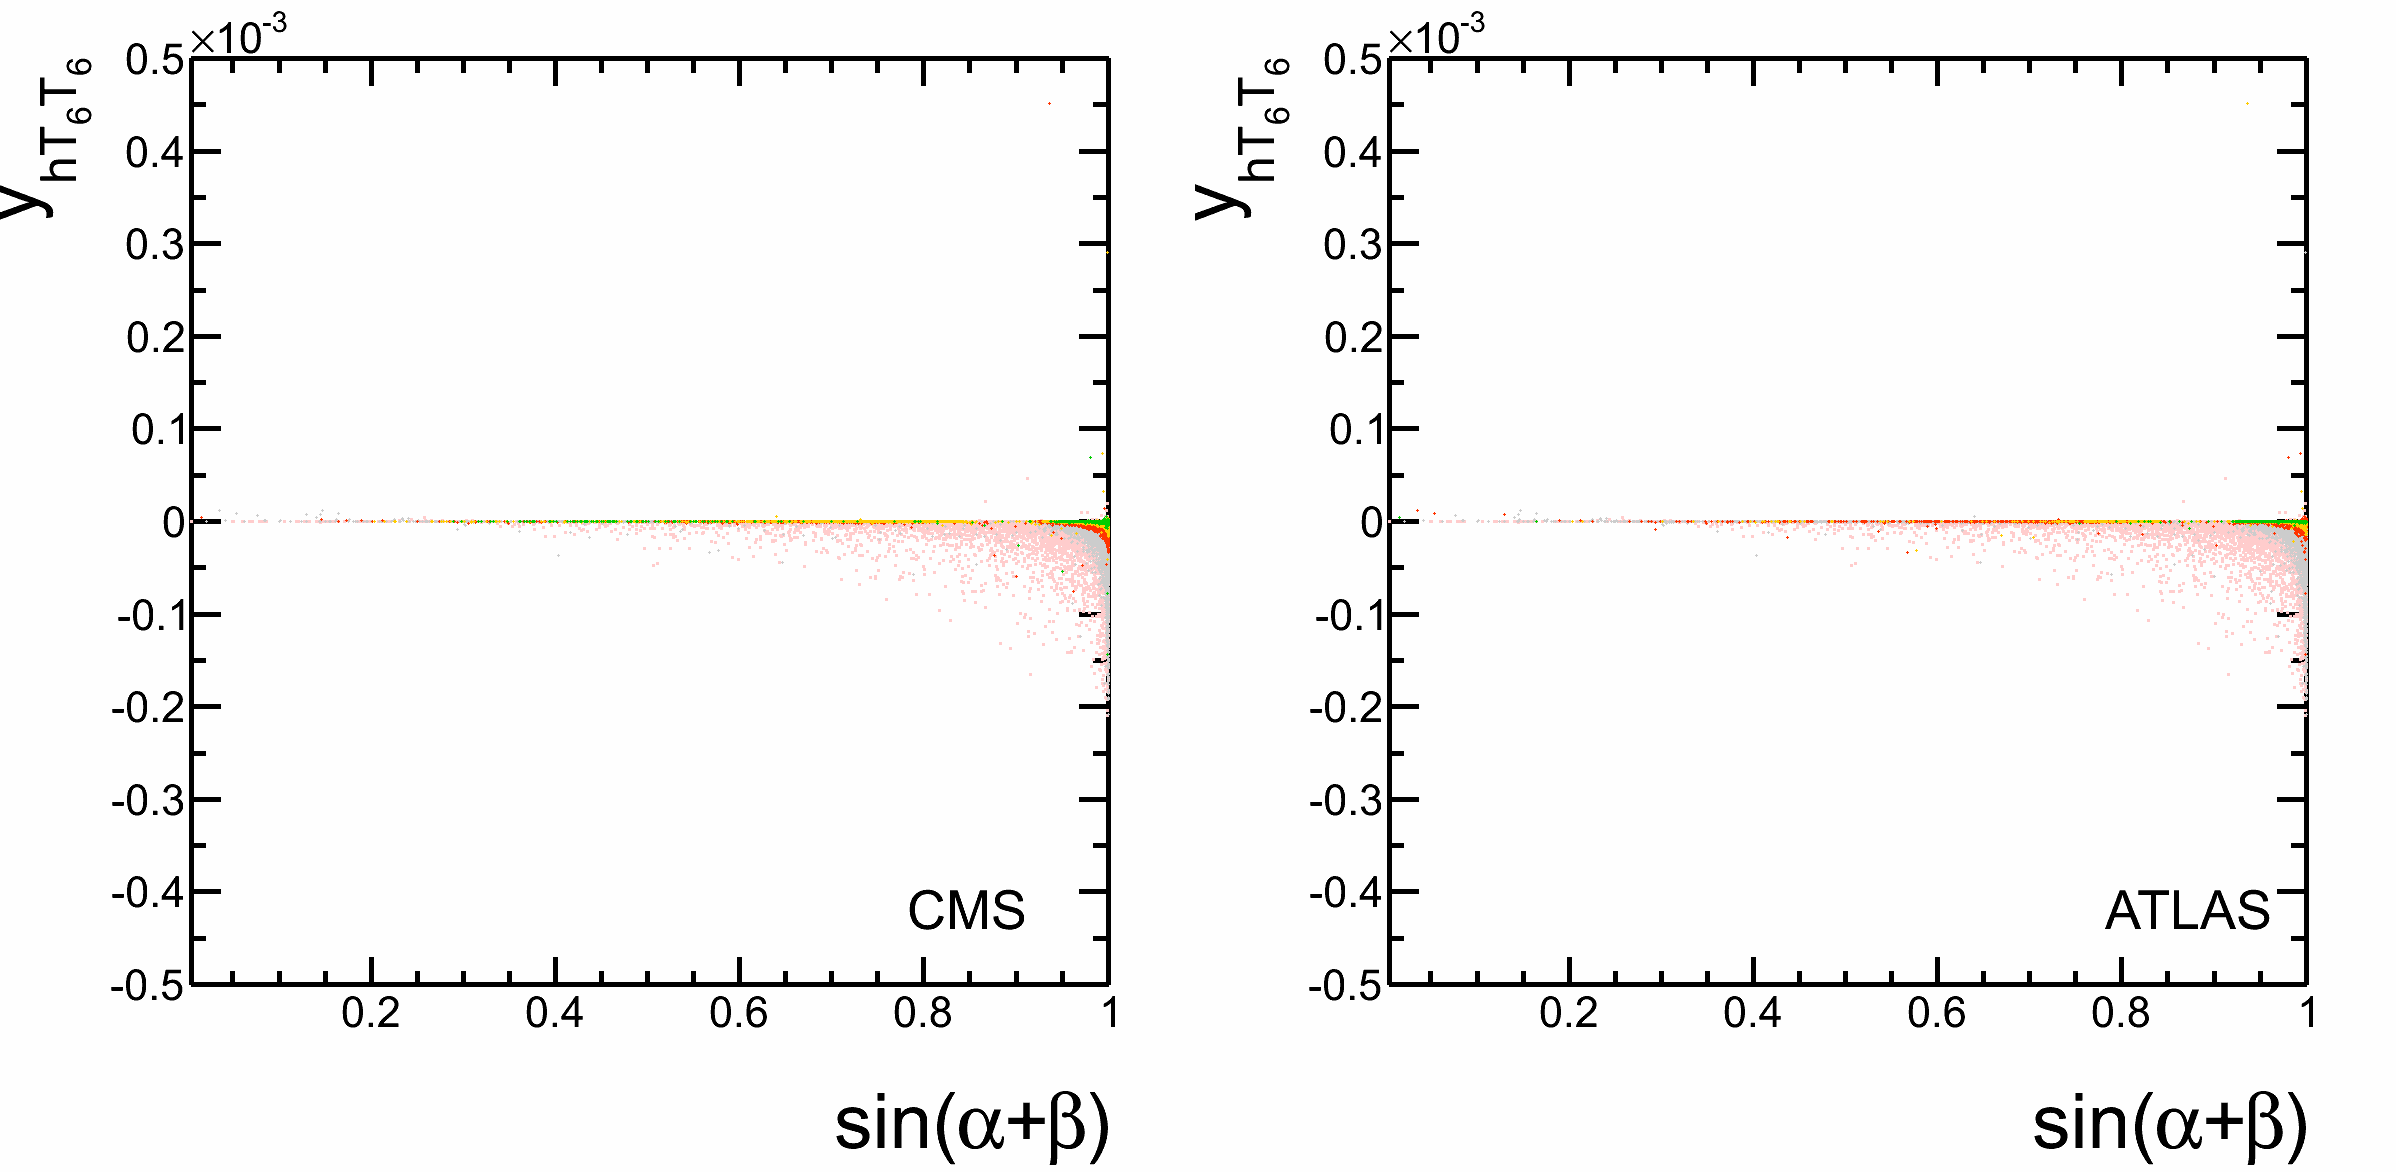 ×10⁻³ ×10⁻³
0.5 0.5
y_hT₆T₆ y_hT₆T₆
0.4 0.4
0.3 0.3
0.2 0.2
0.1 0.1
0 0
-0.1 -0.1
-0.2 -0.2
-0.3 -0.3
-0.4 CMS -0.4 ATLAS
-0.5 -0.5
0.2 0.4 0.6 0.8 1 0.2 0.4 0.6 0.8 1
sin(α+β) sin(α+β)